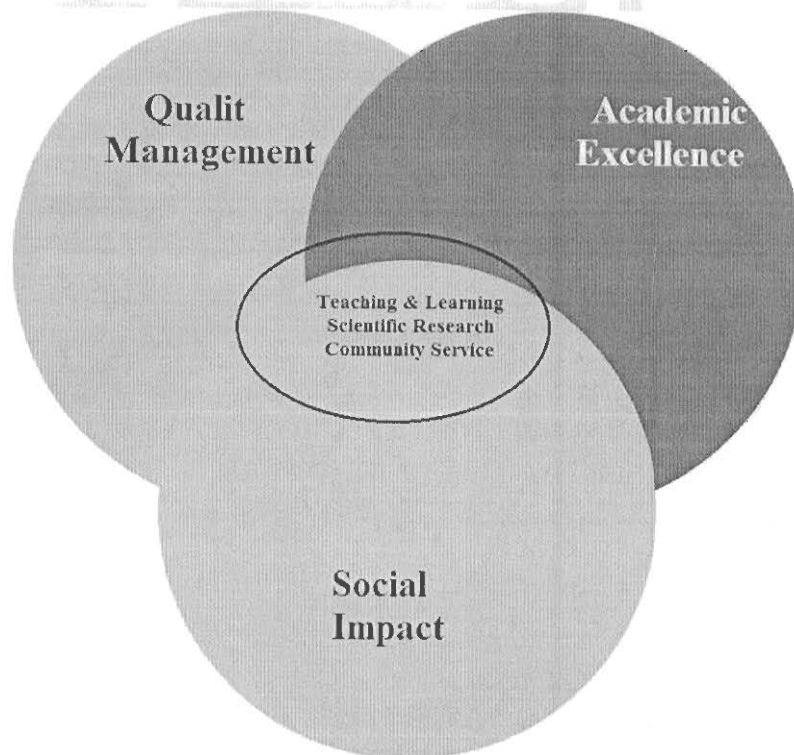 Qualit
Management
Academic
Excellence
Teaching & Learning
Scientific Research
Community Service
Social
Impact